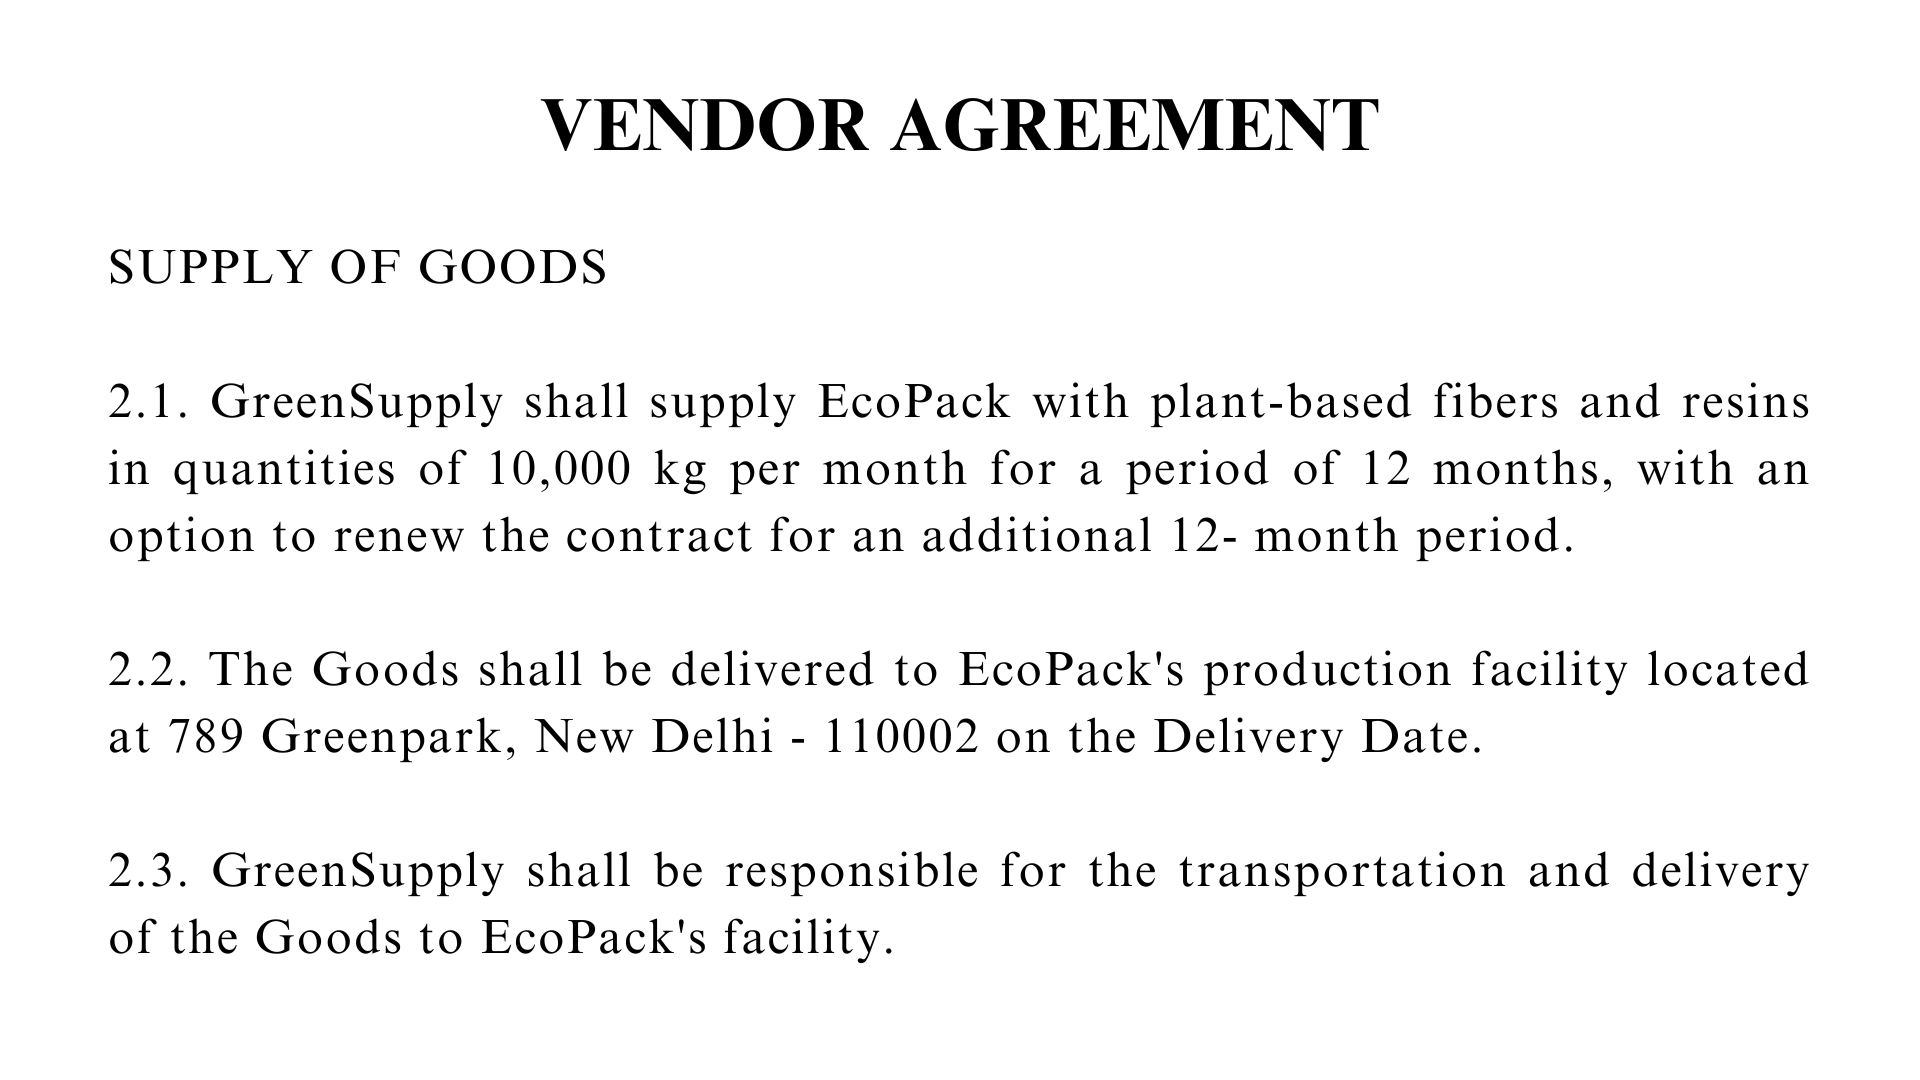 VENDOR AGREEMENT
SUPPLY OF GOODS
2.1. GreenSupply shall supply EcoPack with plant-based fibers and resins
in quantities of 10,000 kg per month for a period of 12 months, with an
option to renew the contract for an additional 12- month period.
2.2. The Goods shall be delivered to EcoPack's production facility located
at 789 Greenpark, New Delhi - 110002 on the Delivery Date.
2.3. GreenSupply shall be responsible for the transportation and delivery
of the Goods to EcoPack's facility.